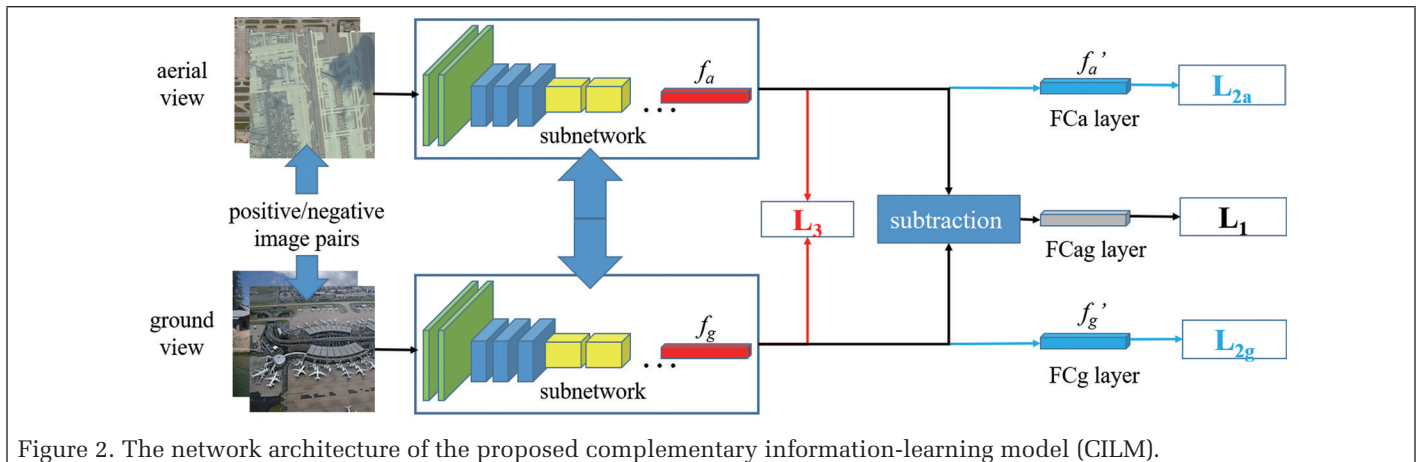 aerial
view
f_a
. . .
subnetwork
f_a’
FCa layer
L_2a
positive/negative
image pairs
L_3
subtraction
FCag layer
L_1
ground
view
f_g
. . .
subnetwork
f_g’
FCg layer
L_2g
Figure 2. The network architecture of the proposed complementary information-learning model (CILM).